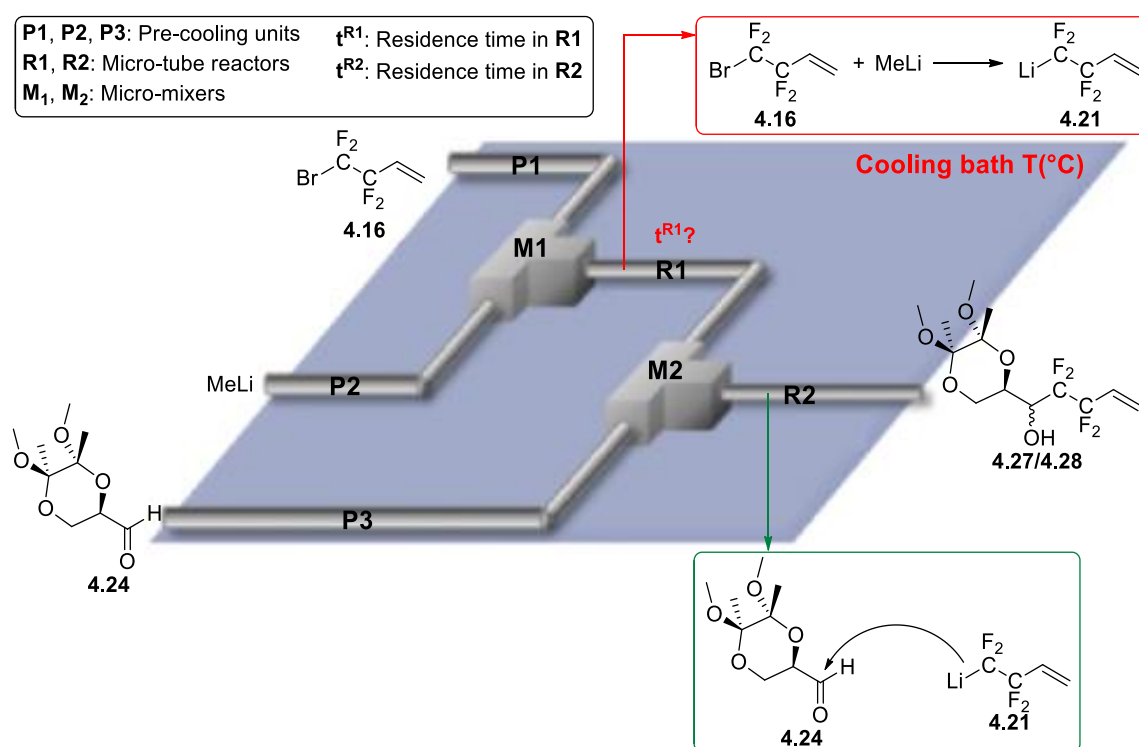 P1, P2, P3: Pre-cooling units
R1, R2: Micro-tube reactors
M₁, M₂: Micro-mixers
tᴿ¹: Residence time in R1
tᴿ²: Residence time in R2
F₂
Br C
C
F₂
4.16
+ MeLi
F₂
Li C
C
F₂
4.21
Cooling bath T(°C)
F₂
Br C
C
F₂
4.16
P1
M1
tᴿ¹?
R1
MeLi
P2
M2
R2
O
O
O
O
F₂
C
C
F₂
OH
4.27/4.28
O
O
O
O
H
O
4.24
P3
O
O
O
O
H
O
4.24
F₂
Li C
C
F₂
4.21